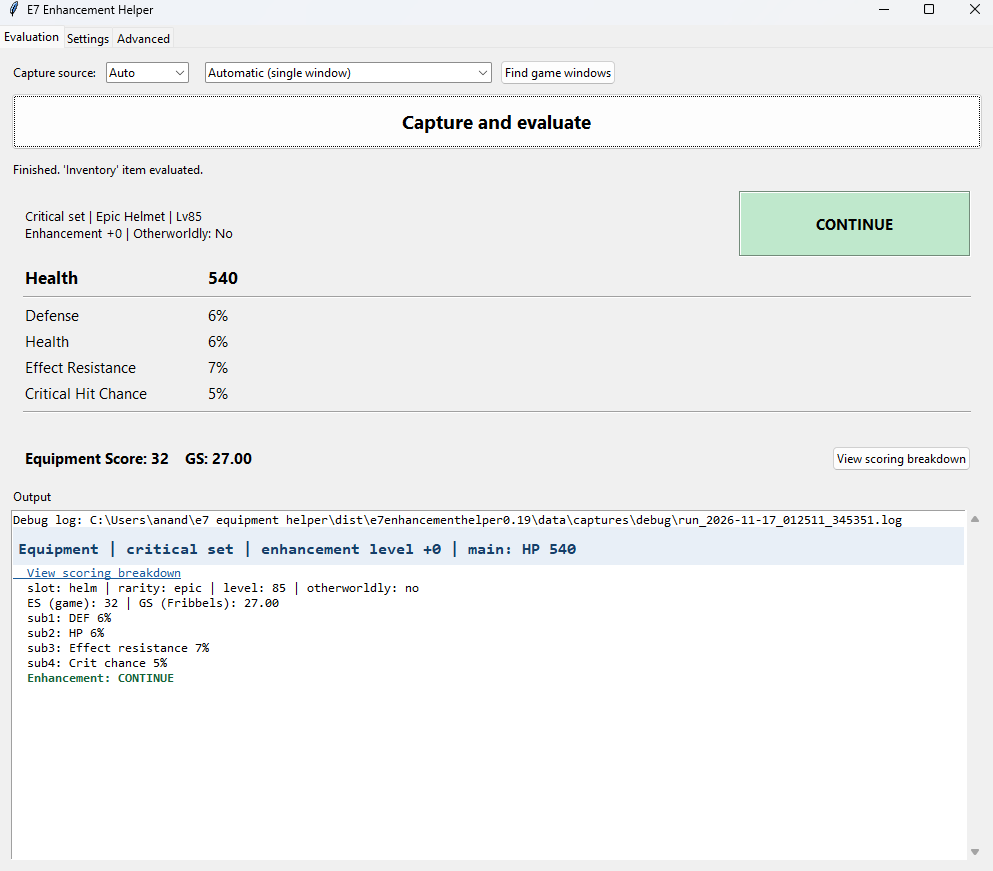 E7 Enhancement Helper
Evaluation Settings Advanced
Capture source: Auto Automatic (single window) Find game windows
Capture and evaluate
Finished. 'Inventory' item evaluated.
Critical set | Epic Helmet | Lv85
Enhancement +0 | Otherworldly: No
CONTINUE
Health 540
Defense 6%
Health 6%
Effect Resistance 7%
Critical Hit Chance 5%
Equipment Score: 32 GS: 27.00 View scoring breakdown
Output
Debug log: C:\Users\anand\e7 equipment helper\dist\e7enhancementhelper0.19\data\captures\debug\run_2026-11-17_012511_345351.log
Equipment | critical set | enhancement level +0 | main: HP 540
View scoring breakdown
slot: helm | rarity: epic | level: 85 | otherworldly: no
ES (game): 32 | GS (Fribbels): 27.00
sub1: DEF 6%
sub2: HP 6%
sub3: Effect resistance 7%
sub4: Crit chance 5%
Enhancement: CONTINUE